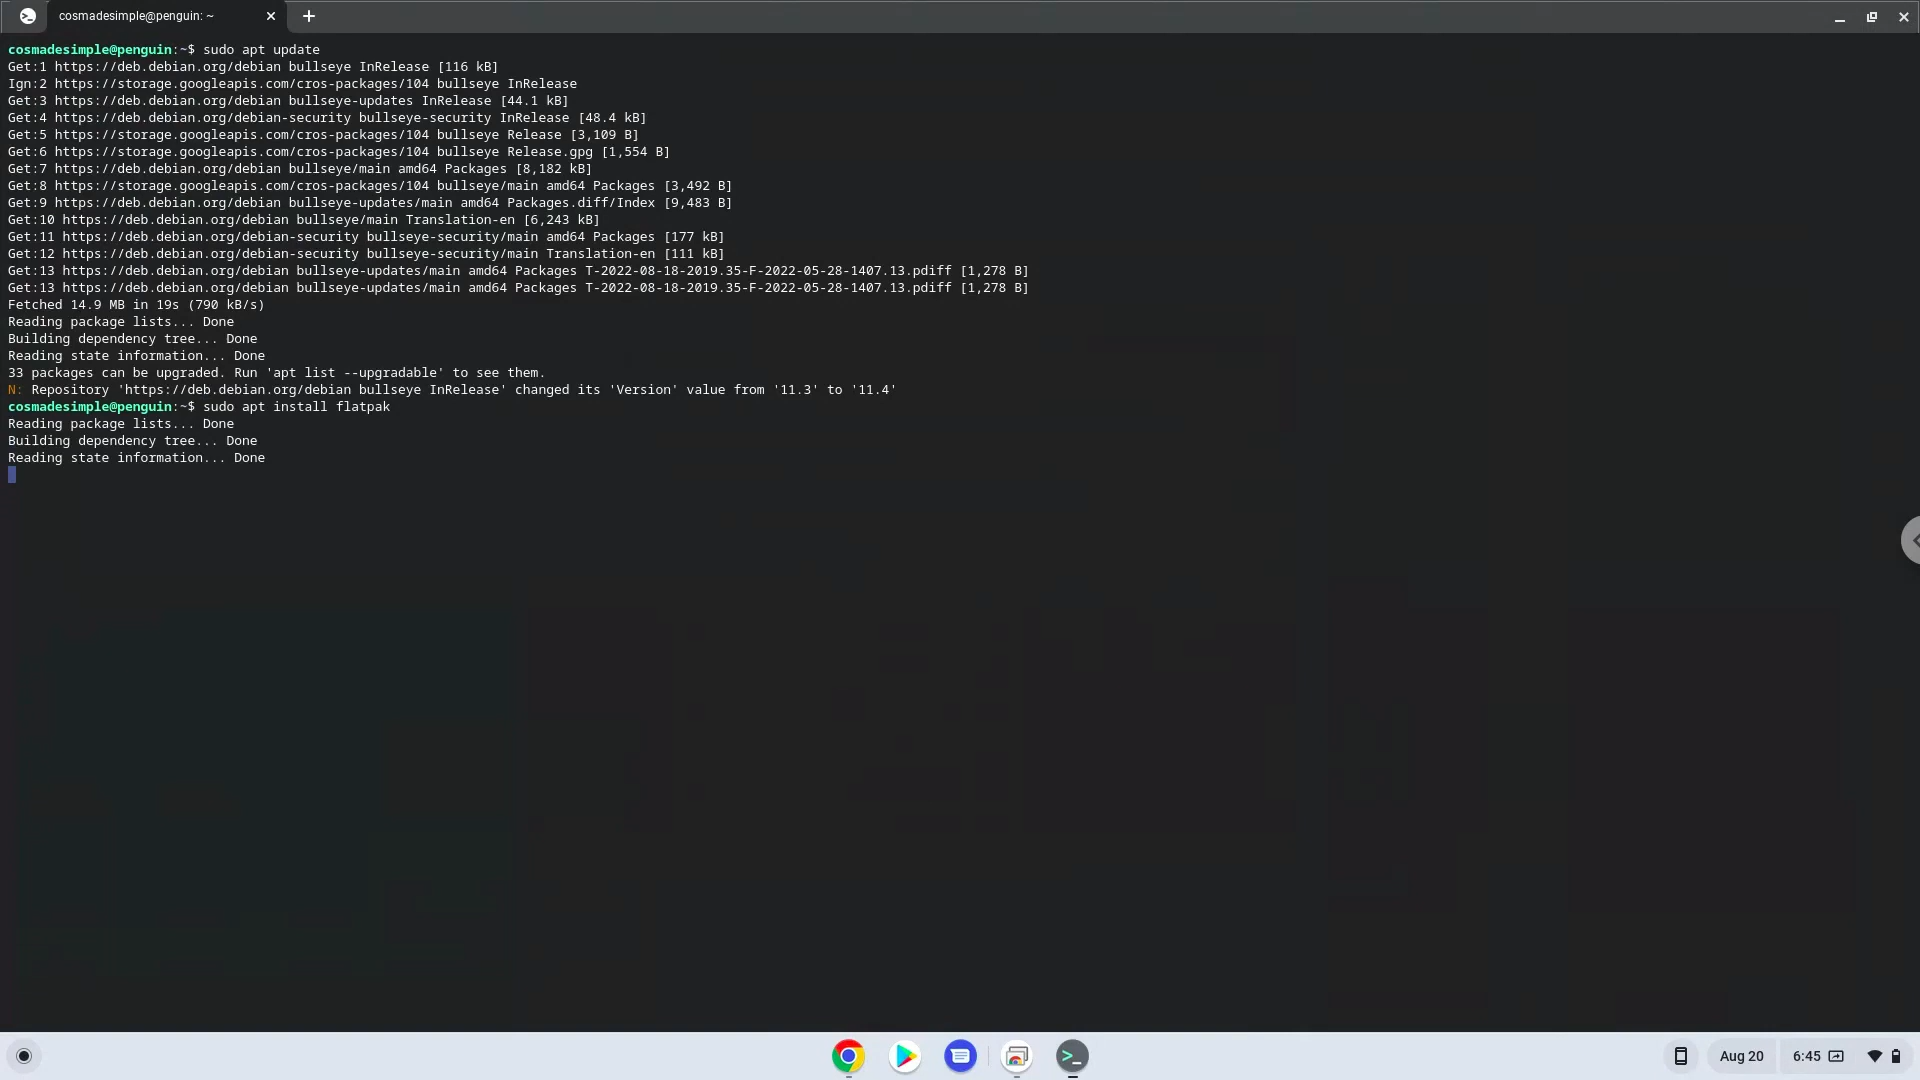 cosmadesimple@penguin: ~
cosmadesimple@penguin:~$ sudo apt update
Get:1 https://deb.debian.org/debian bullseye InRelease [116 kB]
Ign:2 https://storage.googleapis.com/cros-packages/104 bullseye InRelease
Get:3 https://deb.debian.org/debian bullseye-updates InRelease [44.1 kB]
Get:4 https://deb.debian.org/debian-security bullseye-security InRelease [48.4 kB]
Get:5 https://storage.googleapis.com/cros-packages/104 bullseye Release [3,109 B]
Get:6 https://storage.googleapis.com/cros-packages/104 bullseye Release.gpg [1,554 B]
Get:7 https://deb.debian.org/debian bullseye/main amd64 Packages [8,182 kB]
Get:8 https://storage.googleapis.com/cros-packages/104 bullseye/main amd64 Packages [3,492 B]
Get:9 https://deb.debian.org/debian bullseye-updates/main amd64 Packages.diff/Index [9,483 B]
Get:10 https://deb.debian.org/debian bullseye/main Translation-en [6,243 kB]
Get:11 https://deb.debian.org/debian-security bullseye-security/main amd64 Packages [177 kB]
Get:12 https://deb.debian.org/debian-security bullseye-security/main Translation-en [111 kB]
Get:13 https://deb.debian.org/debian bullseye-updates/main amd64 Packages T-2022-08-18-2019.35-F-2022-05-28-1407.13.pdiff [1,278 B]
Get:13 https://deb.debian.org/debian bullseye-updates/main amd64 Packages T-2022-08-18-2019.35-F-2022-05-28-1407.13.pdiff [1,278 B]
Fetched 14.9 MB in 19s (790 kB/s)
Reading package lists... Done
Building dependency tree... Done
Reading state information... Done
33 packages can be upgraded. Run 'apt list --upgradable' to see them.
N: Repository 'https://deb.debian.org/debian bullseye InRelease' changed its 'Version' value from '11.3' to '11.4'
cosmadesimple@penguin:~$ sudo apt install flatpak
Reading package lists... Done
Building dependency tree... Done
Reading state information... Done
Aug 20
6:45